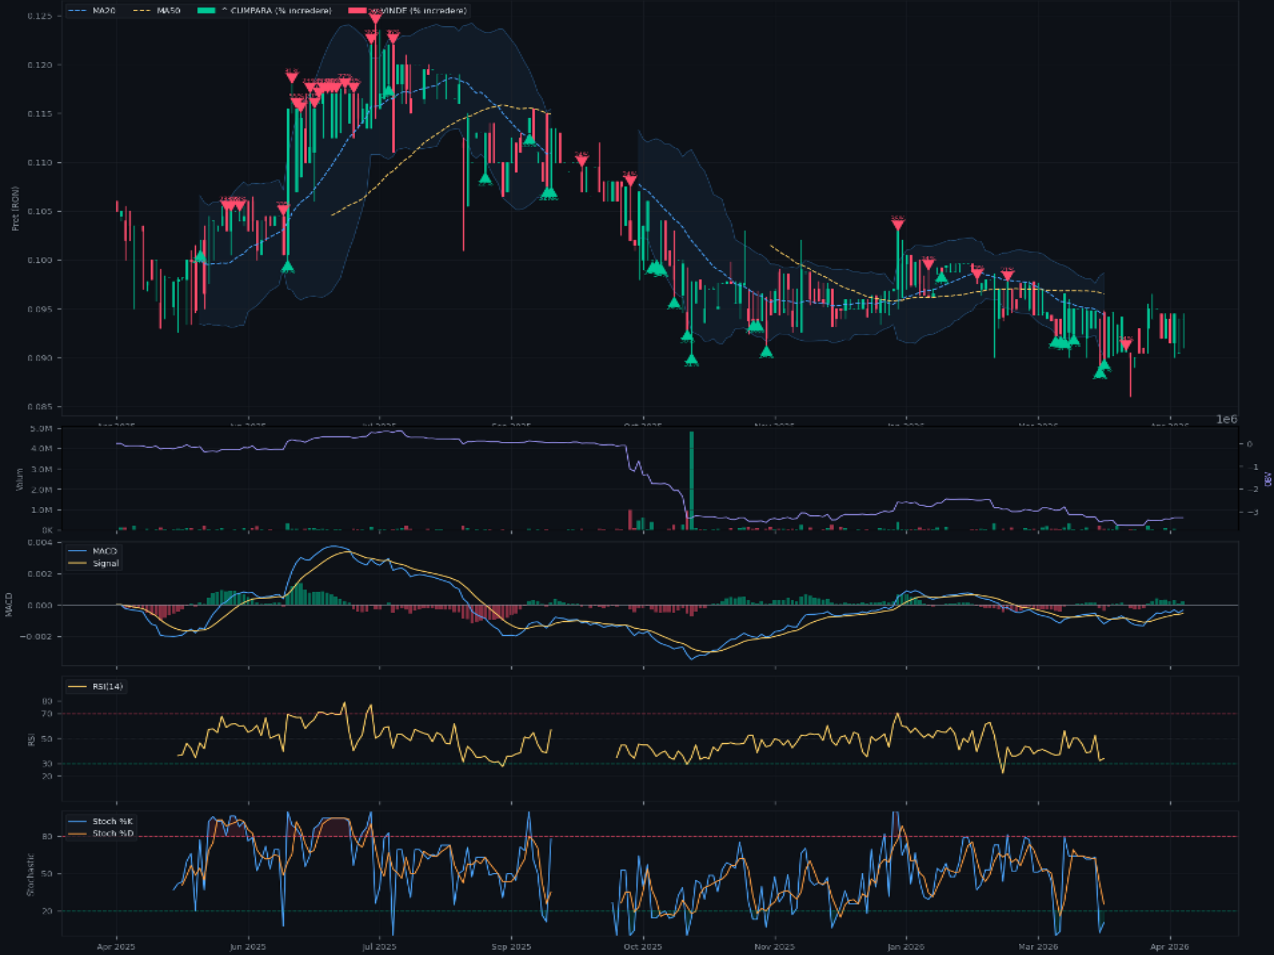 MA20 MA50 ^ CUMPARA (% incredere) v VINDE (% incredere)
0.125
0.120
0.115
0.110
0.105
0.100
0.095
0.090
0.085
Pret (RON)
1e6
5.0M
4.0M
3.0M
2.0M
1.0M
0K
Volum
0
−1
−2
−3
OBV
0.004
0.002
0.000
−0.002
MACD
MACD
Signal
RSI(14)
80
70
50
30
20
RSI
Stoch %K
Stoch %D
80
50
20
Stochastic
Apr 2025 Jun 2025 Jul 2025 Sep 2025 Oct 2025 Nov 2025 Jan 2026 Mar 2026 Apr 2026